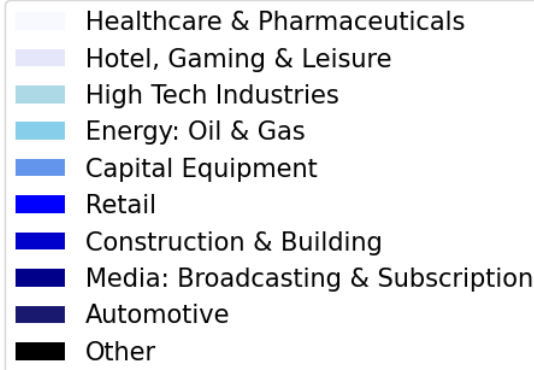 Healthcare & Pharmaceuticals
Hotel, Gaming & Leisure
High Tech Industries
Energy: Oil & Gas
Capital Equipment
Retail
Construction & Building
Media: Broadcasting & Subscription
Automotive
Other